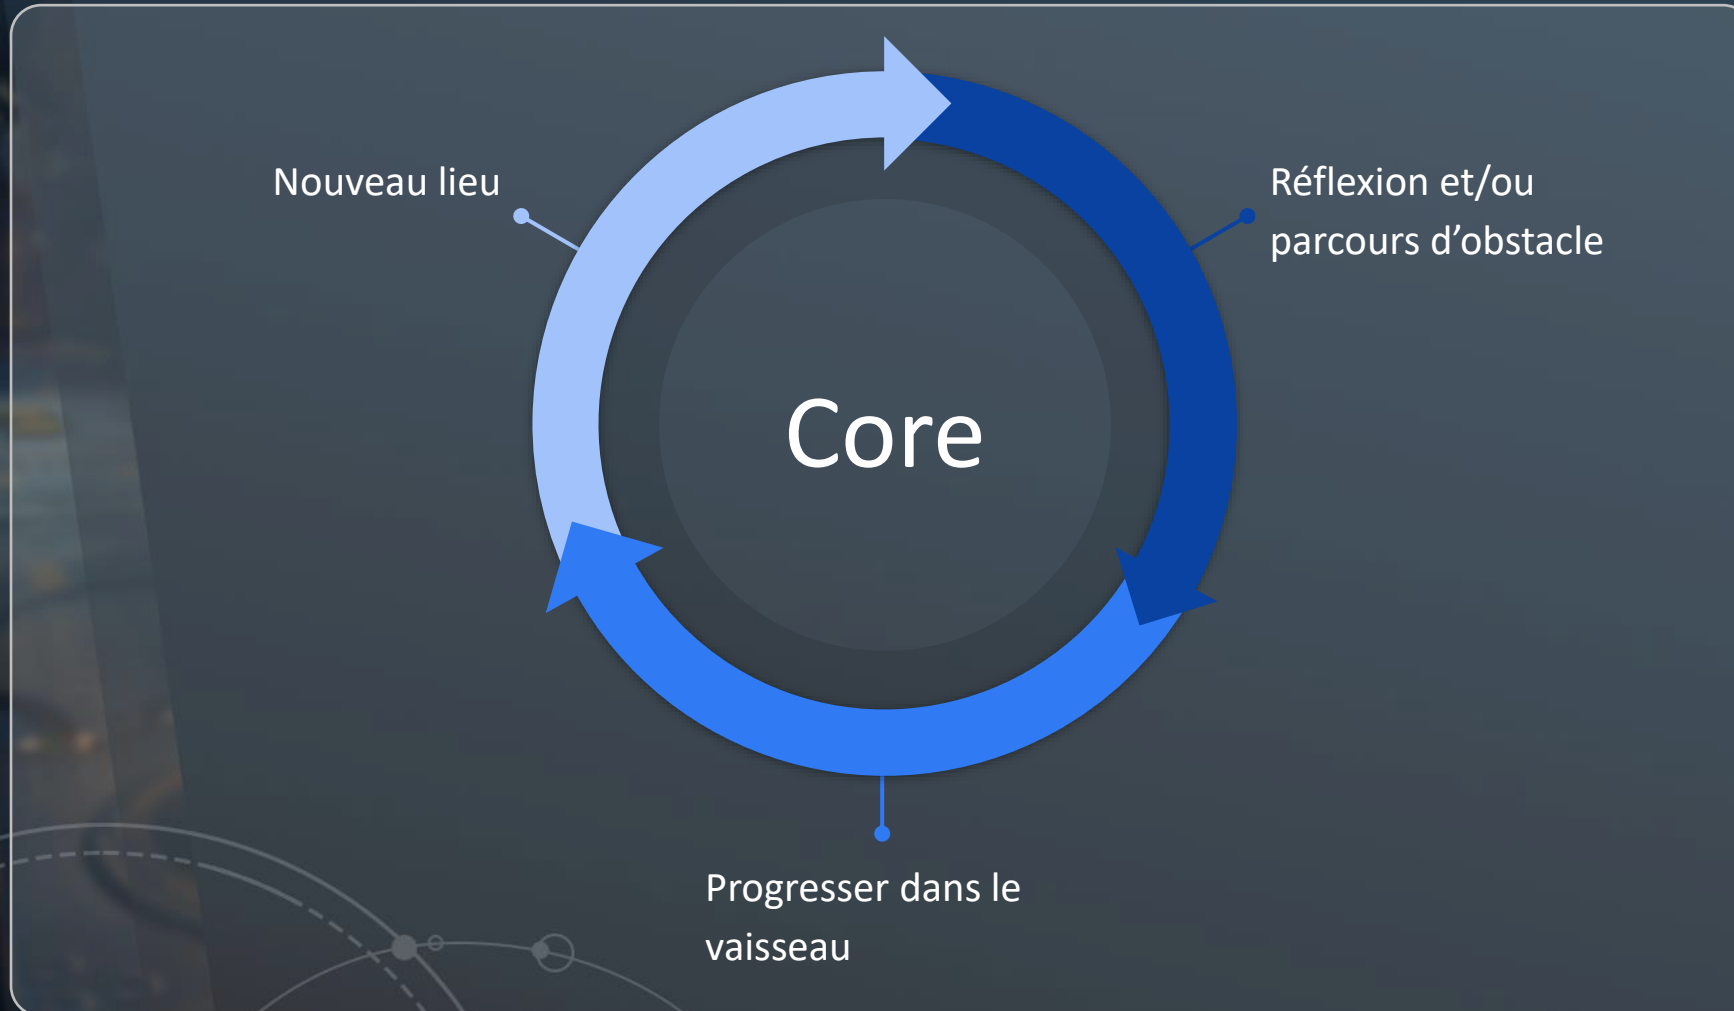 Nouveau lieu
Réflexion et/ou
parcours d’obstacle
Core
Progresser dans le
vaisseau